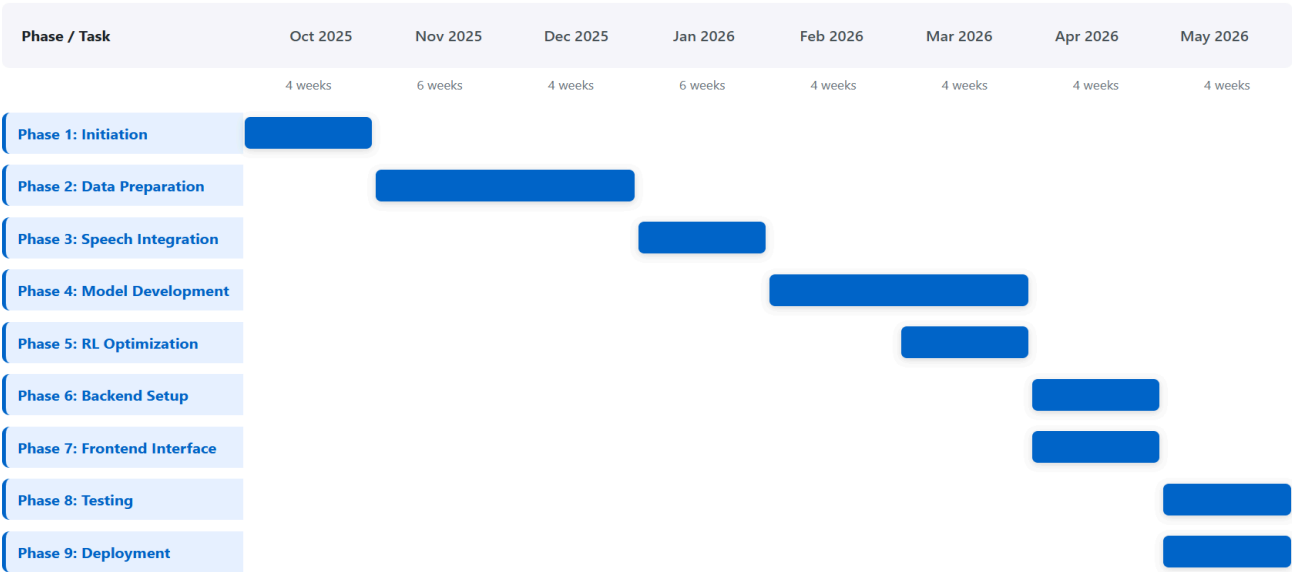 Phase / Task Oct 2025 Nov 2025 Dec 2025 Jan 2026 Feb 2026 Mar 2026 Apr 2026 May 2026
4 weeks 6 weeks 4 weeks 6 weeks 4 weeks 4 weeks 4 weeks 4 weeks
Phase 1: Initiation
Phase 2: Data Preparation
Phase 3: Speech Integration
Phase 4: Model Development
Phase 5: RL Optimization
Phase 6: Backend Setup
Phase 7: Frontend Interface
Phase 8: Testing
Phase 9: Deployment